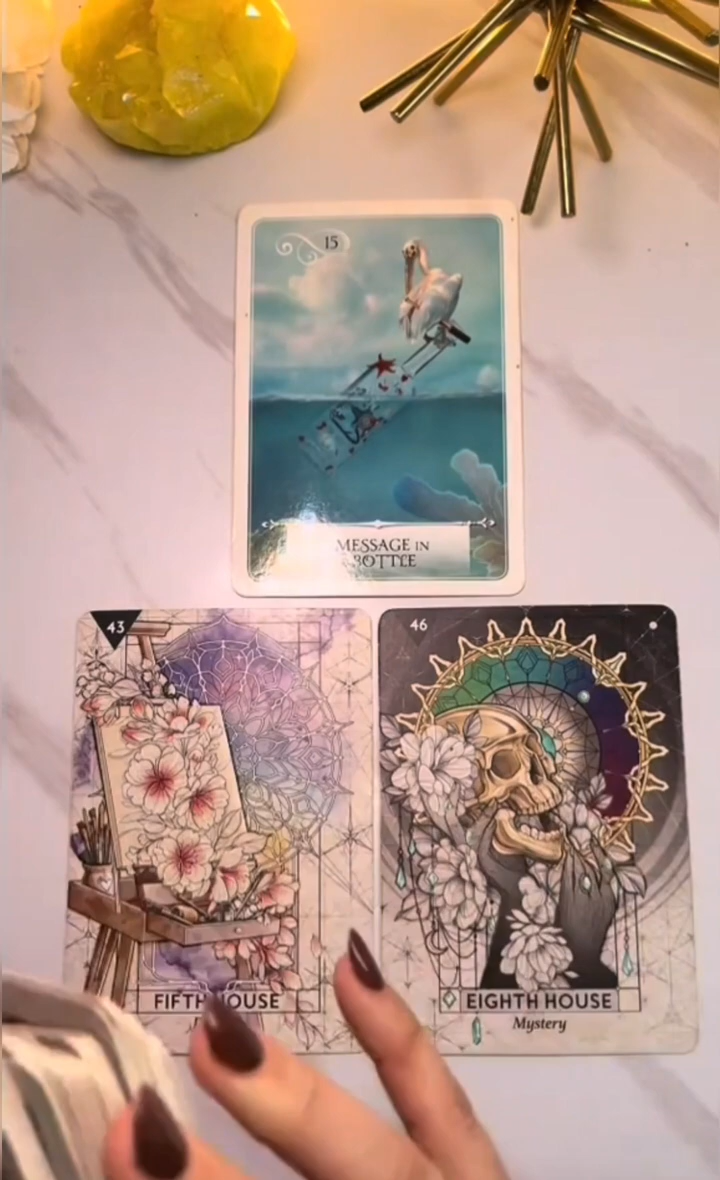 15
MESSAGE IN
BOTTLE
43
FIFTH HOUSE
46
EIGHTH HOUSE
Mystery